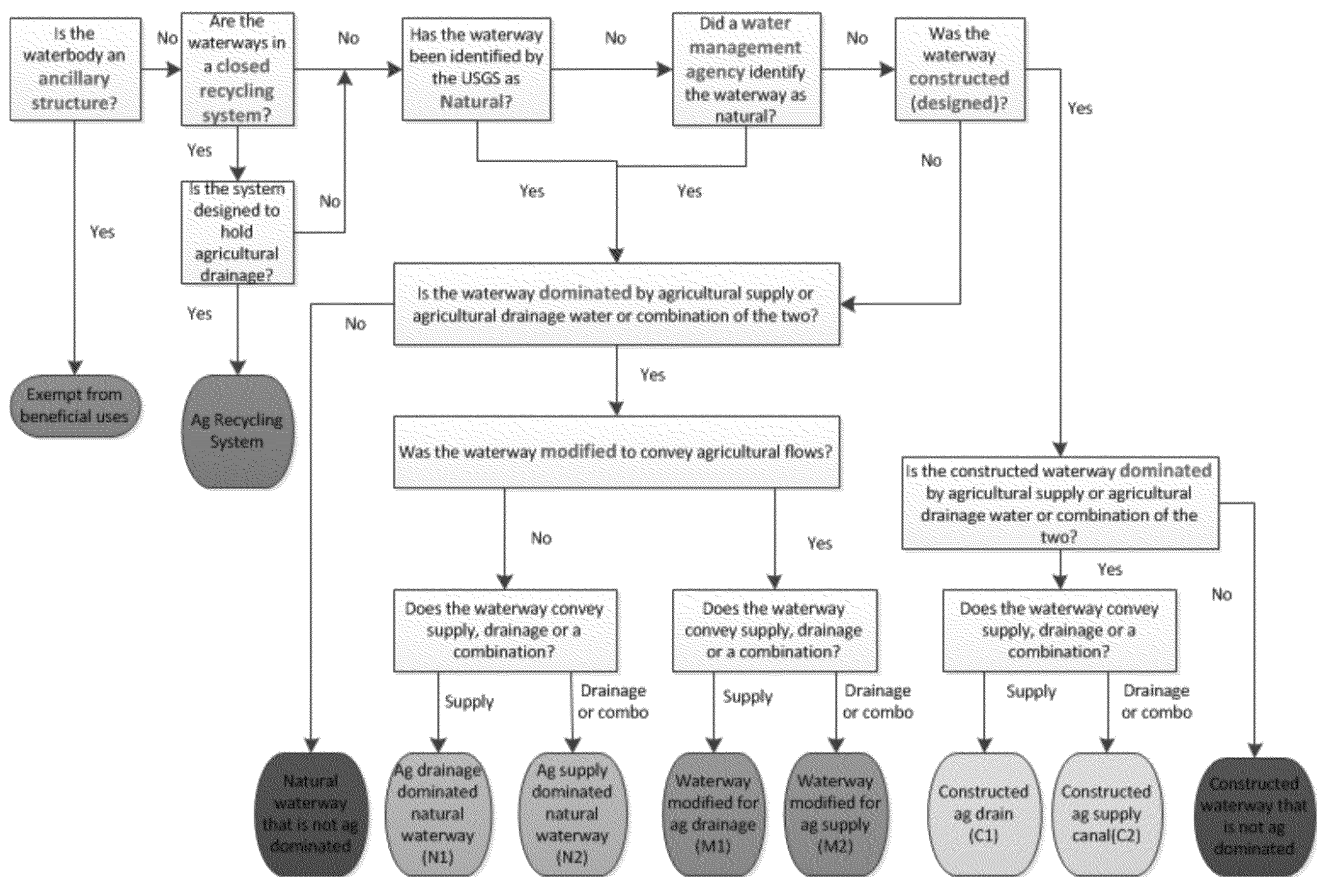 Is the
waterbody an
ancillary
structure?
No
Are the
waterways in
a closed
recycling
system?
No
Has the waterway
been identified by
the USGS as
Natural?
No
Did a water
management
agency identify
the waterway as
natural?
No
Was the
waterway
constructed
(designed)?
Yes
Yes
No
Yes
Yes
No
Is the system
designed to
hold
agricultural
drainage?
Yes
Yes
Exempt from
beneficial uses
Ag Recycling
System
Is the waterway dominated by agricultural supply or
agricultural drainage water or combination of the two?
No
Yes
Was the waterway modified to convey agricultural flows?
No
Yes
Is the constructed waterway dominated
by agricultural supply or agricultural
drainage water or combination of the
two?
Yes
No
Does the waterway convey
supply, drainage or a
combination?
Does the waterway
convey supply, drainage
or a combination?
Does the waterway convey
supply, drainage or a
combination?
Supply
Drainage
or combo
Supply
Drainage
or combo
Supply
Drainage
or combo
Natural
waterway
that is not ag
dominated
Ag drainage
dominated
natural
waterway
(N1)
Ag supply
dominated
natural
waterway
(N2)
Waterway
modified for
ag drainage
(M1)
Waterway
modified for
ag supply
(M2)
Constructed
ag drain
(C1)
Constructed
ag supply
canal(C2)
Constructed
waterway that
is not ag
dominated